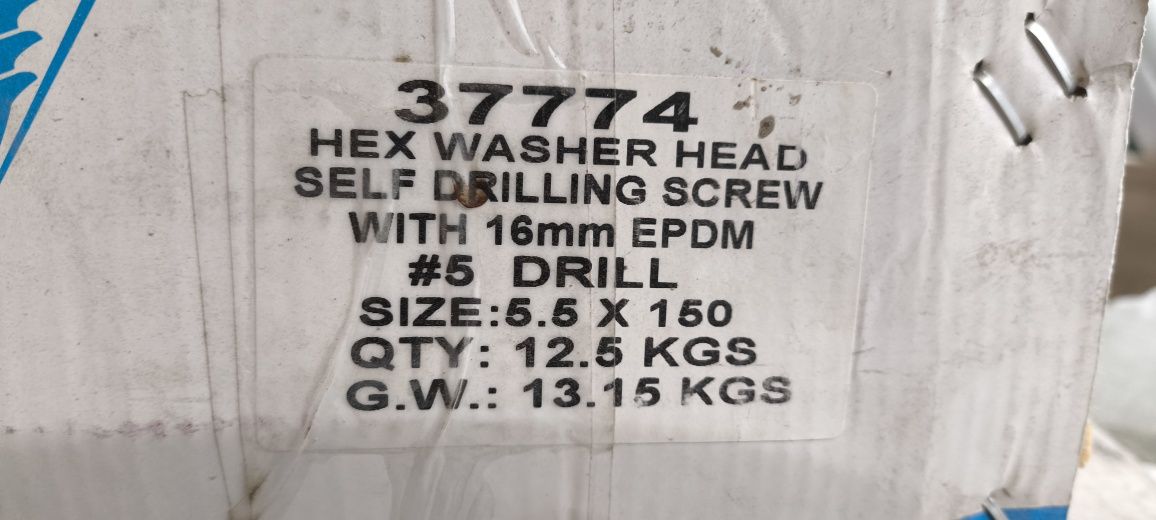 37774
HEX WASHER HEAD
SELF DRILLING SCREW
WITH 16mm EPDM
#5 DRILL
SIZE:5.5 X 150
QTY: 12.5 KGS
G.W.: 13.15 KGS